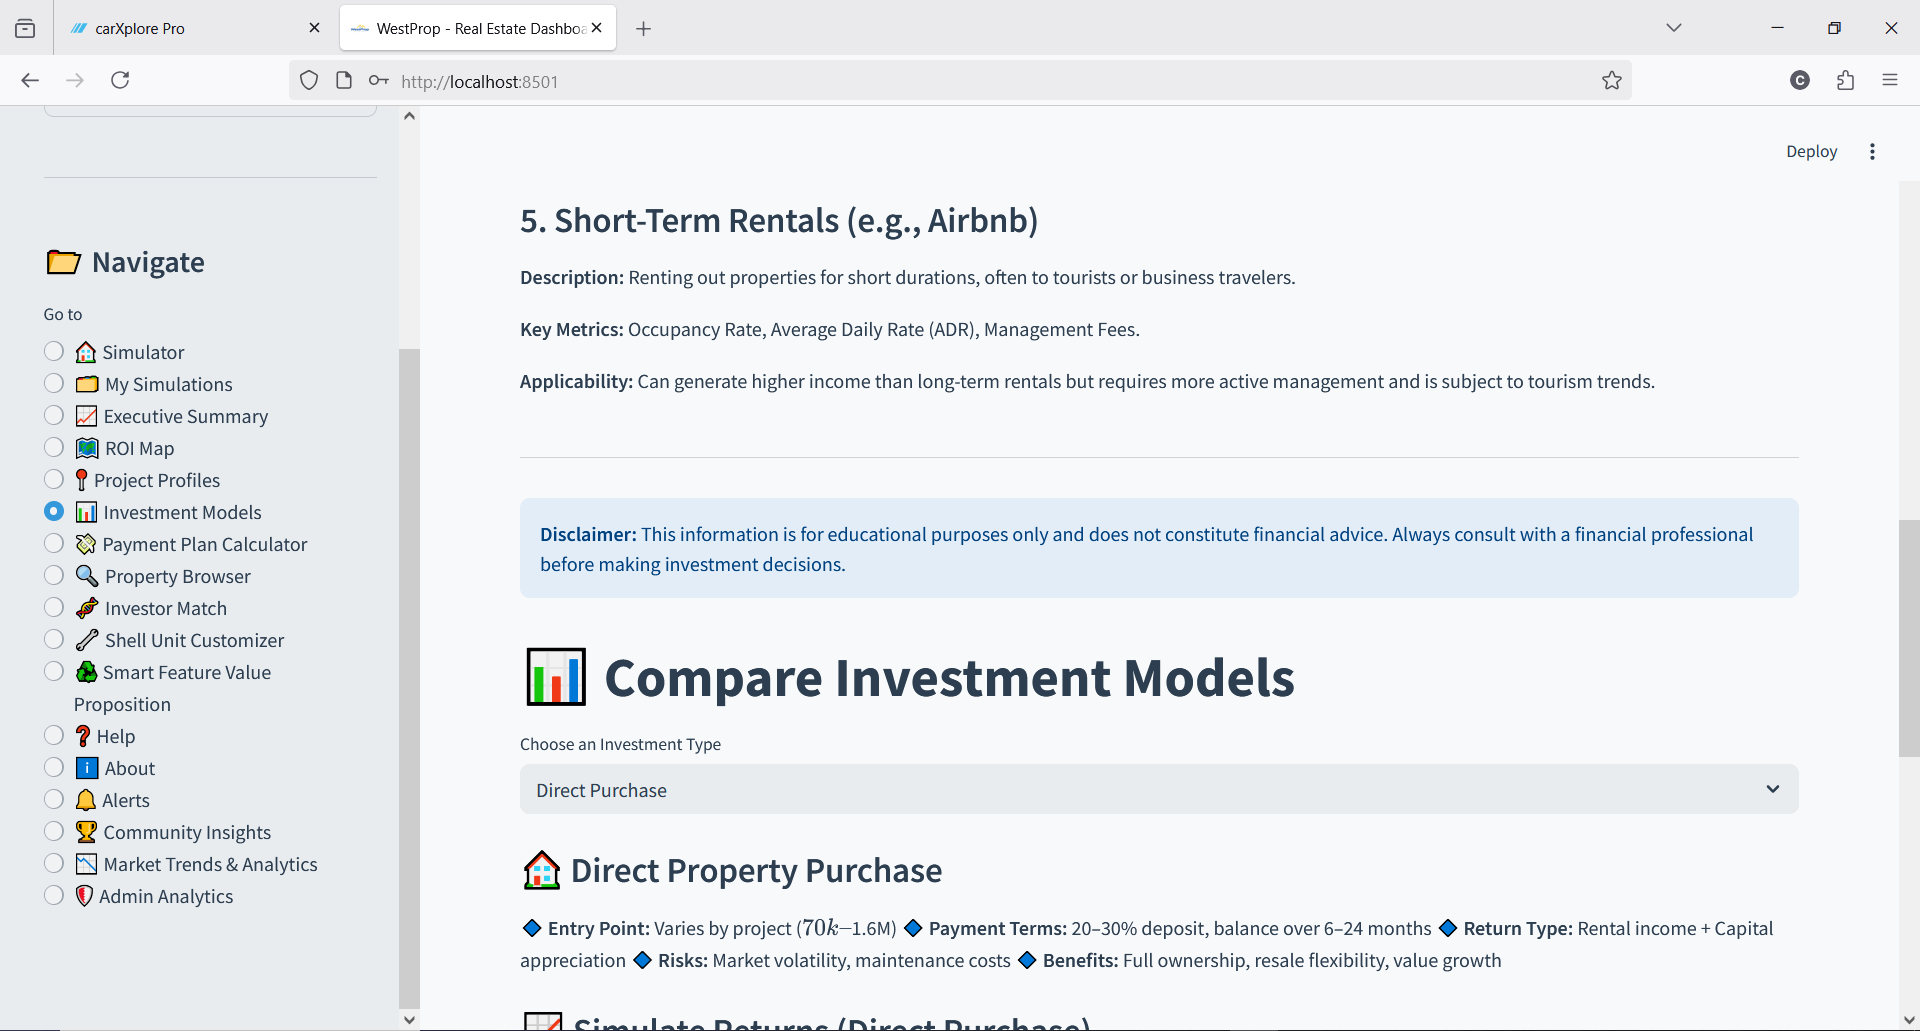 carXplore Pro
WestProp - Real Estate Dashboa
http://localhost:8501
C
Deploy
Navigate
Go to
Simulator
My Simulations
Executive Summary
ROI Map
Project Profiles
Investment Models
Payment Plan Calculator
Property Browser
Investor Match
Shell Unit Customizer
Smart Feature Value
Proposition
Help
About
Alerts
Community Insights
Market Trends & Analytics
Admin Analytics
5. Short-Term Rentals (e.g., Airbnb)
Description: Renting out properties for short durations, often to tourists or business travelers.
Key Metrics: Occupancy Rate, Average Daily Rate (ADR), Management Fees.
Applicability: Can generate higher income than long-term rentals but requires more active management and is subject to tourism trends.
Disclaimer: This information is for educational purposes only and does not constitute financial advice. Always consult with a financial professional
before making investment decisions.
Compare Investment Models
Choose an Investment Type
Direct Purchase
Direct Property Purchase
🔷 Entry Point: Varies by project (70k–1.6M) 🔷 Payment Terms: 20–30% deposit, balance over 6–24 months 🔷 Return Type: Rental income + Capital
appreciation 🔷 Risks: Market volatility, maintenance costs 🔷 Benefits: Full ownership, resale flexibility, value growth
Simulate Returns (Direct Purchase)